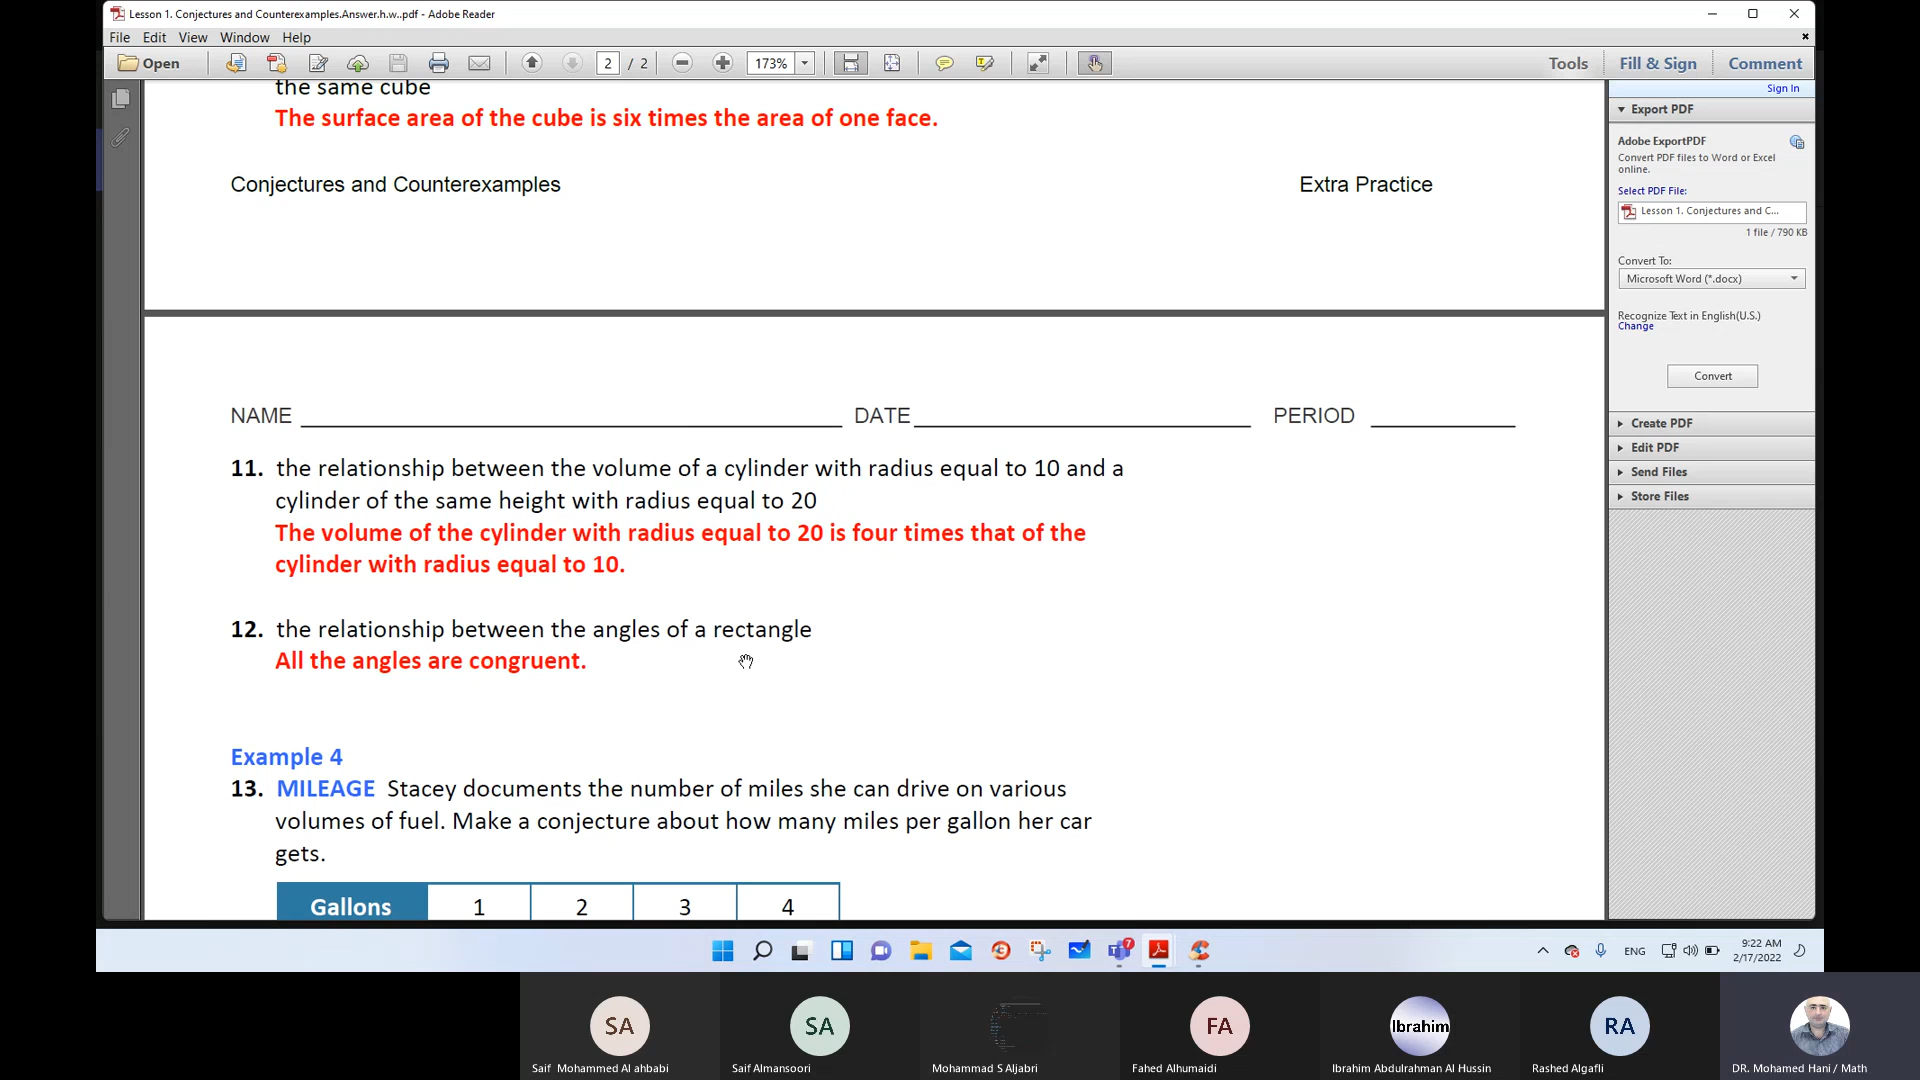 Lesson 1. Conjectures and Counterexamples.Answer.h.w..pdf - Adobe Reader
File Edit View Window Help
Open 2 / 2 173% Tools Fill & Sign Comment
Sign In
the same cube
The surface area of the cube is six times the area of one face.
Conjectures and Counterexamples Extra Practice
NAME DATE PERIOD
11. the relationship between the volume of a cylinder with radius equal to 10 and a
cylinder of the same height with radius equal to 20
The volume of the cylinder with radius equal to 20 is four times that of the
cylinder with radius equal to 10.
12. the relationship between the angles of a rectangle
All the angles are congruent.
Example 4
13. MILEAGE Stacey documents the number of miles she can drive on various
volumes of fuel. Make a conjecture about how many miles per gallon her car
gets.
Gallons 1 2 3 4
Export PDF
Adobe ExportPDF
Convert PDF files to Word or Excel
online.
Select PDF File:
Lesson 1. Conjectures and C...
1 file / 790 KB
Convert To:
Microsoft Word (*.docx)
Recognize Text in English(U.S.)
Change
Convert
Create PDF
Edit PDF
Send Files
Store Files
7
ENG
9:22 AM
2/17/2022
SA SA FA Ibrahim RA
Saif Mohammed Al ahbabi
Saif Almansoori
Mohammad S Aljabri
Fahed Alhumaidi
Ibrahim Abdulrahman Al Hussin
Rashed Algafli
DR. Mohamed Hani / Math